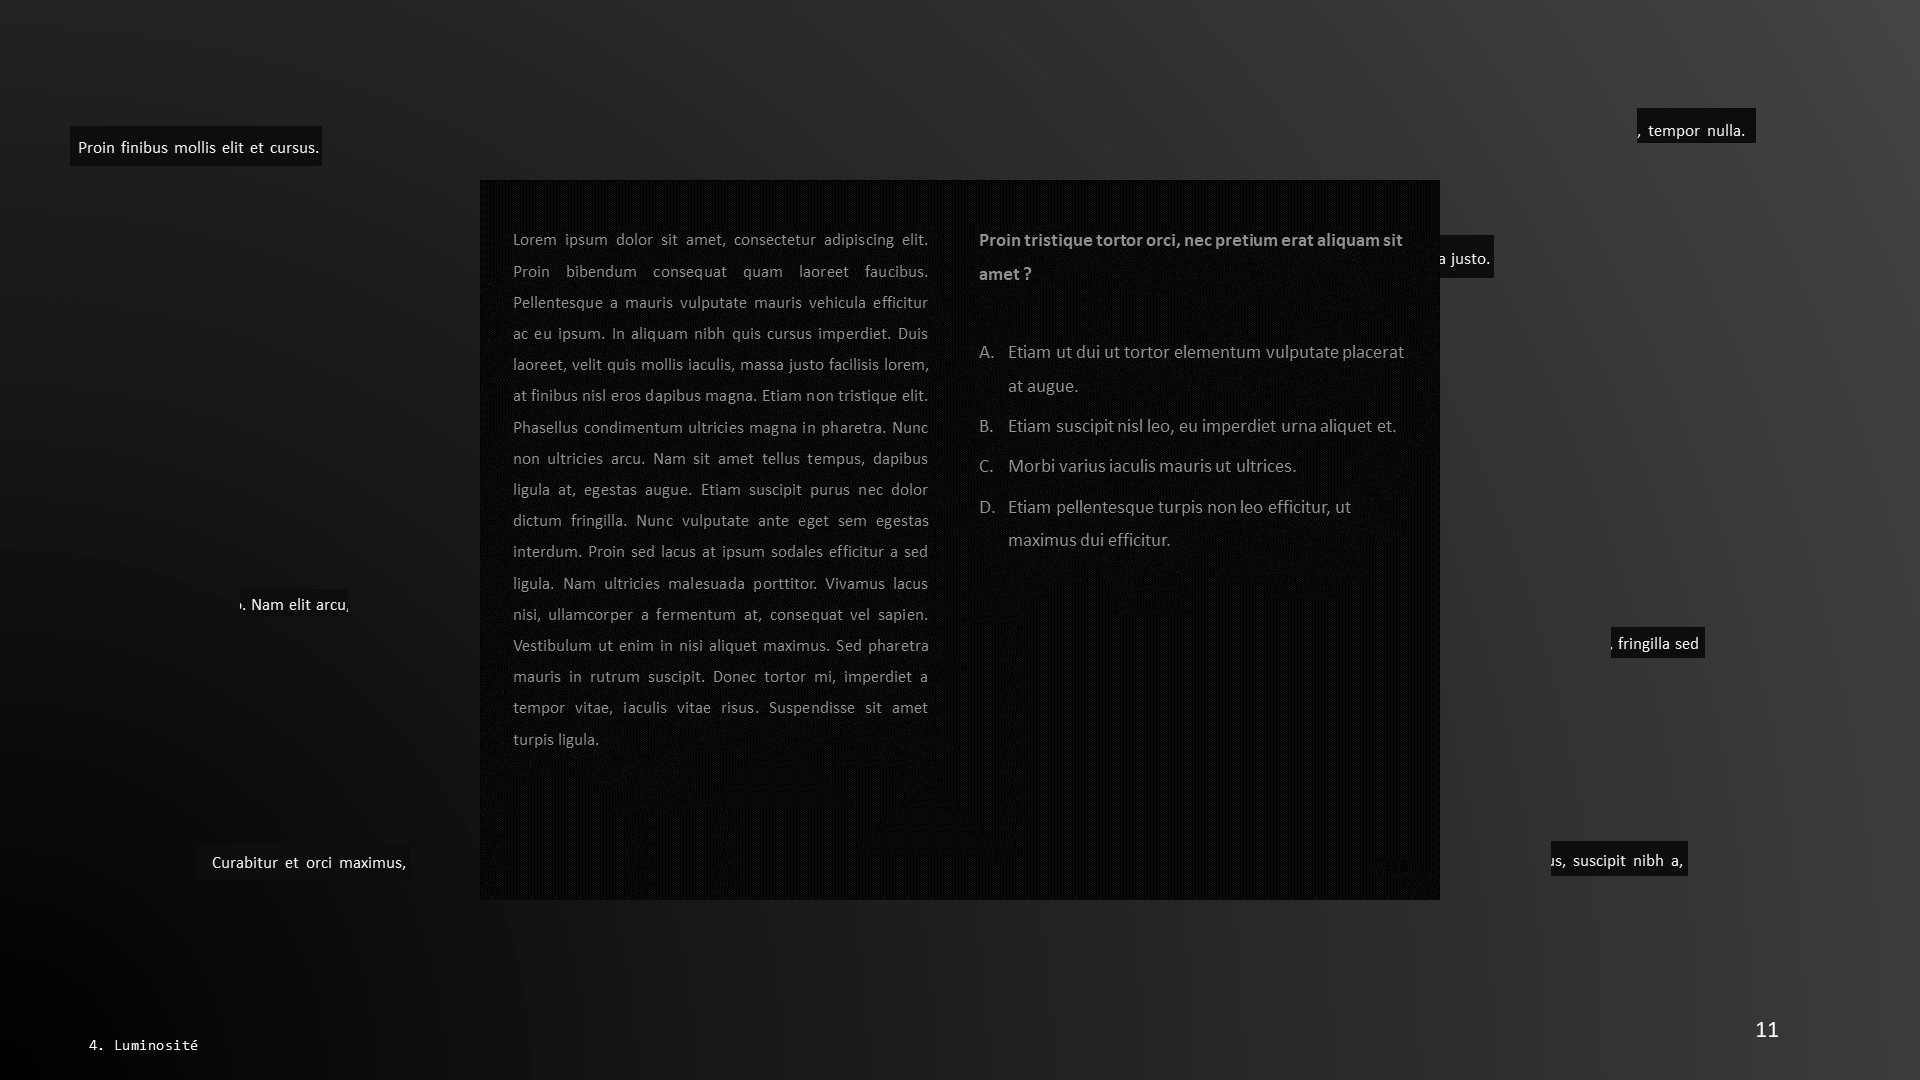 Proin finibus mollis elit et cursus.
, tempor nulla.
a justo.
Lorem ipsum dolor sit amet, consectetur adipiscing elit.
Proin bibendum consequat quam laoreet faucibus.
Pellentesque a mauris vulputate mauris vehicula efficitur
ac eu ipsum. In aliquam nibh quis cursus imperdiet. Duis
laoreet, velit quis mollis iaculis, massa justo facilisis lorem,
at finibus nisl eros dapibus magna. Etiam non tristique elit.
Phasellus condimentum ultricies magna in pharetra. Nunc
non ultricies arcu. Nam sit amet tellus tempus, dapibus
ligula at, egestas augue. Etiam suscipit purus nec dolor
dictum fringilla. Nunc vulputate ante eget sem egestas
interdum. Proin sed lacus at ipsum sodales efficitur a sed
ligula. Nam ultricies malesuada porttitor. Vivamus lacus
nisi, ullamcorper a fermentum at, consequat vel sapien.
Vestibulum ut enim in nisi aliquet maximus. Sed pharetra
mauris in rutrum suscipit. Donec tortor mi, imperdiet a
tempor vitae, iaculis vitae risus. Suspendisse sit amet
turpis ligula.
Proin tristique tortor orci, nec pretium erat aliquam sit
amet ?
A. Etiam ut dui ut tortor elementum vulputate placerat
at augue.
B. Etiam suscipit nisl leo, eu imperdiet urna aliquet et.
C. Morbi varius iaculis mauris ut ultrices.
D. Etiam pellentesque turpis non leo efficitur, ut
maximus dui efficitur.
. Nam elit arcu,
, fringilla sed
Curabitur et orci maximus,
us, suscipit nibh a,
4. Luminosité
11